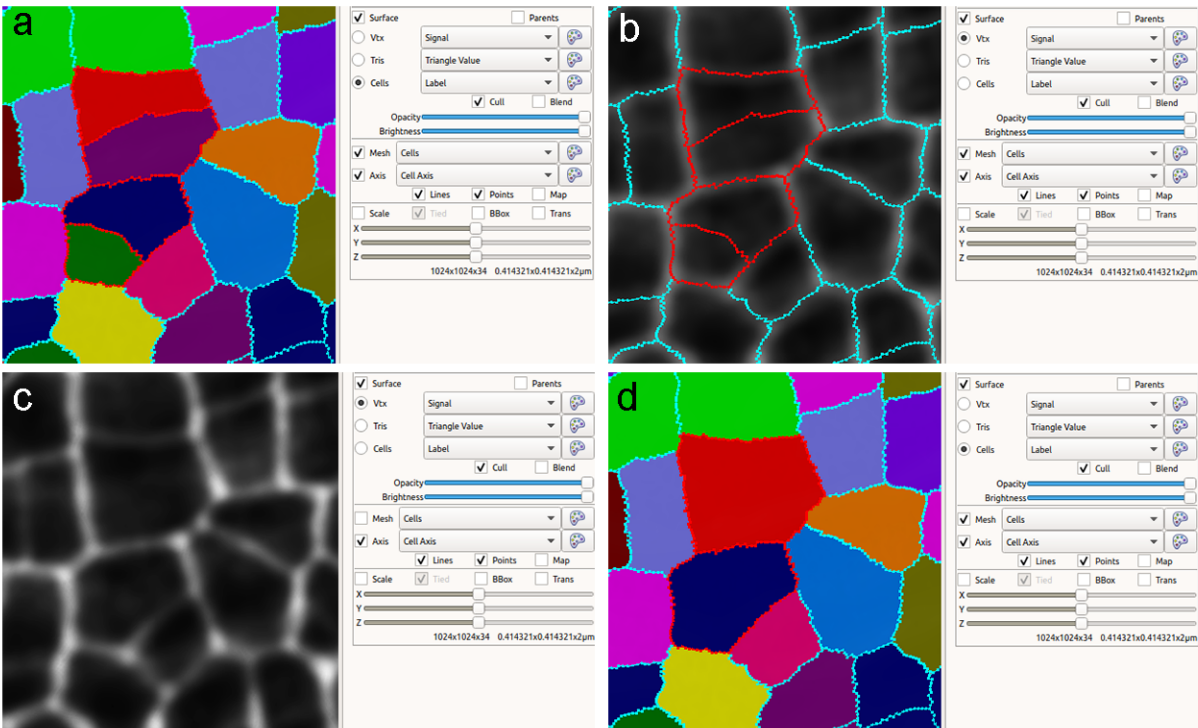 a
Surface Parents
Vtx Signal
Tris Triangle Value
Cells Label
Cull Blend
Opacity
Brightness
Mesh Cells
Axis Cell Axis
Lines Points Map
Scale Tied BBox Trans
X
Y
Z
1024x1024x34 0.414321x0.414321x2μm
b
Surface Parents
Vtx Signal
Tris Triangle Value
Cells Label
Cull Blend
Opacity
Brightness
Mesh Cells
Axis Cell Axis
Lines Points Map
Scale Tied BBox Trans
X
Y
Z
1024x1024x34 0.414321x0.414321x2μm
c
Surface Parents
Vtx Signal
Tris Triangle Value
Cells Label
Cull Blend
Opacity
Brightness
Mesh Cells
Axis Cell Axis
Lines Points Map
Scale Tied BBox Trans
X
Y
Z
1024x1024x34 0.414321x0.414321x2μm
d
Surface Parents
Vtx Signal
Tris Triangle Value
Cells Label
Cull Blend
Opacity
Brightness
Mesh Cells
Axis Cell Axis
Lines Points Map
Scale Tied BBox Trans
X
Y
Z
1024x1024x34 0.414321x0.414321x2μm